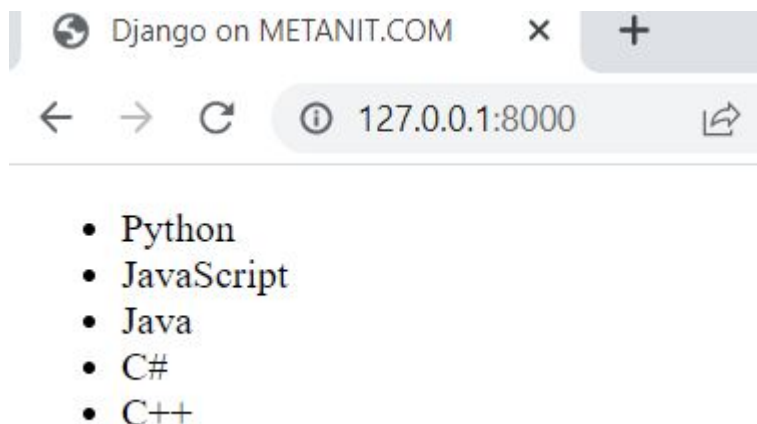 Django on METANIT.COM
127.0.0.1:8000
• Python
• JavaScript
• Java
• C#
• C++